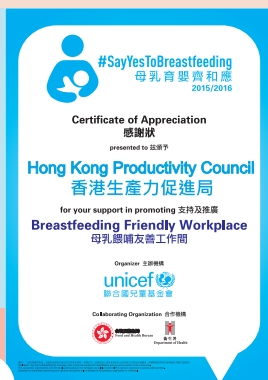 #SayYesToBreastfeeding
母乳育嬰齊和應
2015/2016
Certificate of Appreciation
感謝狀
presented to 茲頒予
Hong Kong Productivity Council
香港生產力促進局
for your support in promoting 支持及推廣
Breastfeeding Friendly Workplace
母乳餵哺友善工作間
Organizer 主辦機構
unicef
聯合國兒童基金會
Collaborating Organization 合作機構
Food and Health Bureau
衞生署
Department of Health